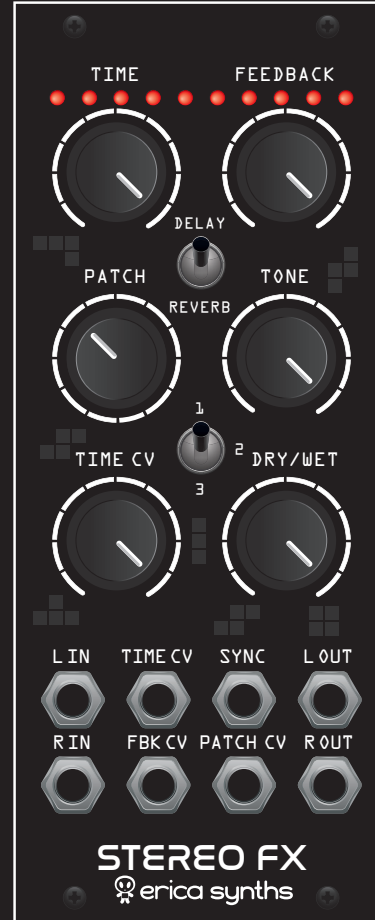 TIME FEEDBACK
DELAY
PATCH TONE
REVERB
1
2
TIME CV DRY/WET
3
L IN TIME CV SYNC L OUT
R IN FBK CV PATCH CV R OUT
STEREO FX
erica synths